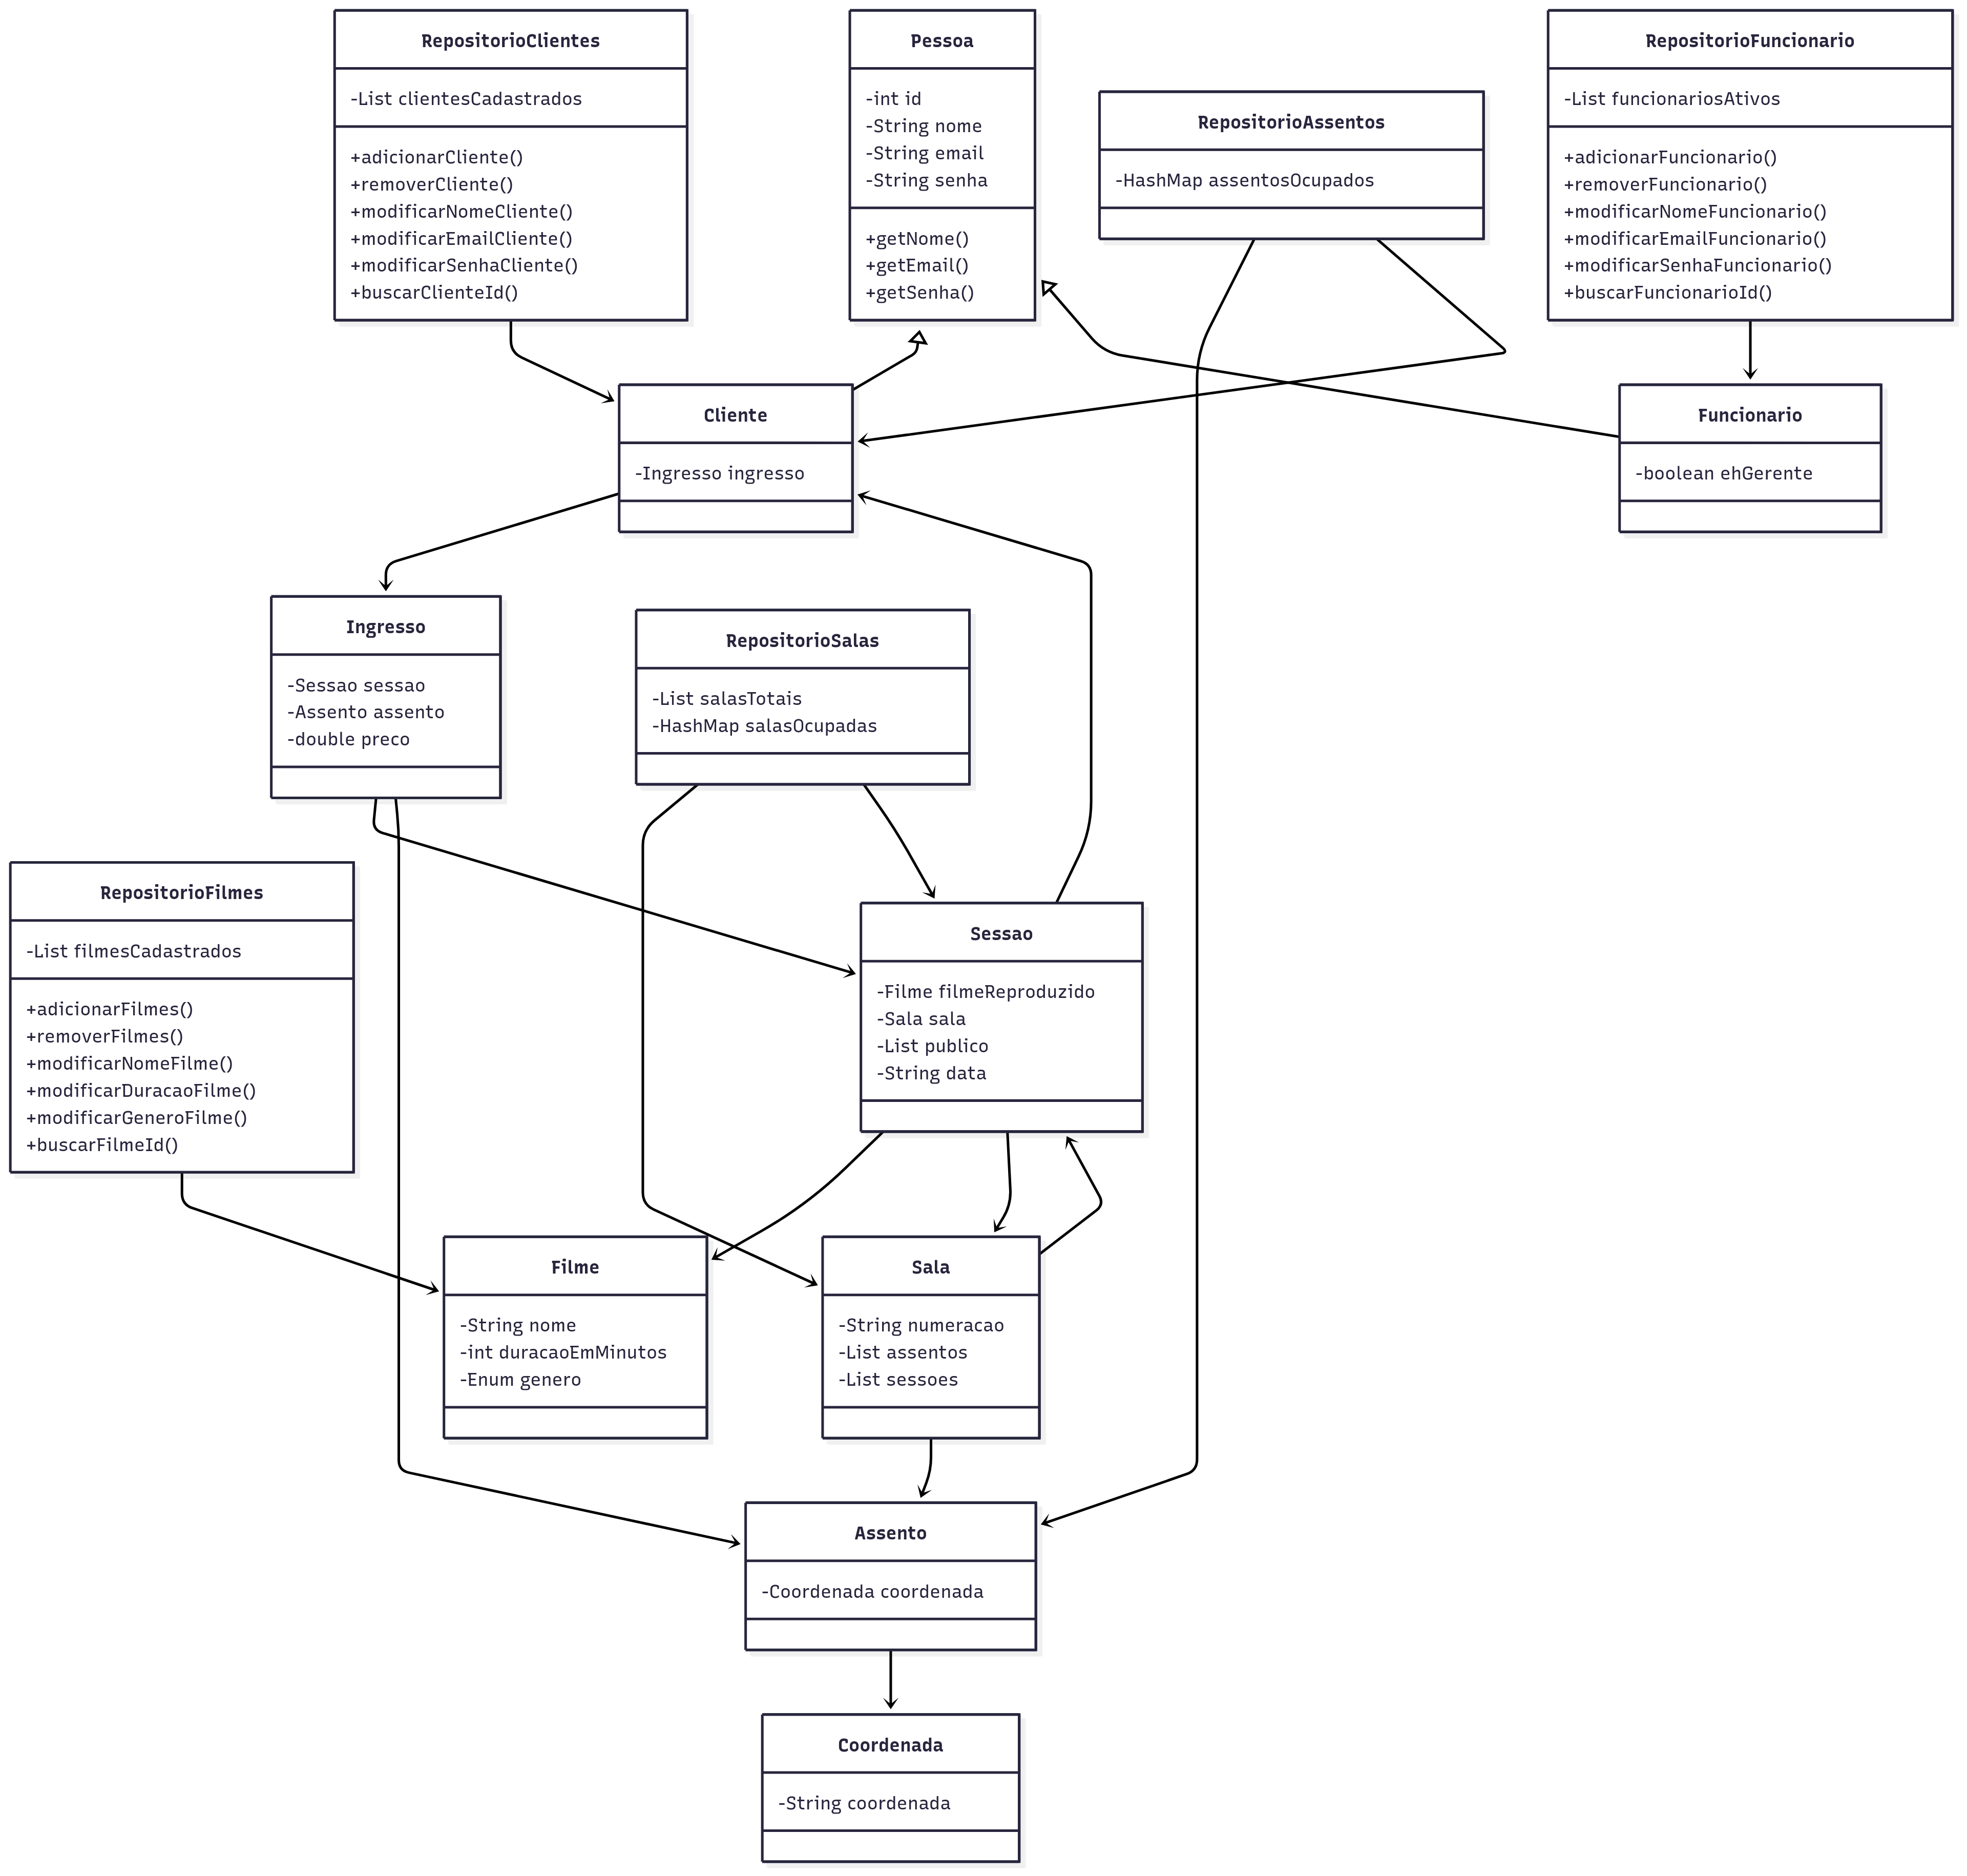 RepositorioClientes
-List clientesCadastrados
+adicionarCliente()
+removerCliente()
+modificarNomeCliente()
+modificarEmailCliente()
+modificarSenhaCliente()
+buscarClienteId()
Pessoa
-int id
-String nome
-String email
-String senha
+getNome()
+getEmail()
+getSenha()
RepositorioAssentos
-HashMap assentosOcupados
RepositorioFuncionario
-List funcionariosAtivos
+adicionarFuncionario()
+removerFuncionario()
+modificarNomeFuncionario()
+modificarEmailFuncionario()
+modificarSenhaFuncionario()
+buscarFuncionarioId()
Cliente
-Ingresso ingresso
Funcionario
-boolean ehGerente
Ingresso
-Sessao sessao
-Assento assento
-double preco
RepositorioSalas
-List salasTotais
-HashMap salasOcupadas
RepositorioFilmes
-List filmesCadastrados
+adicionarFilmes()
+removerFilmes()
+modificarNomeFilme()
+modificarDuracaoFilme()
+modificarGeneroFilme()
+buscarFilmeId()
Sessao
-Filme filmeReproduzido
-Sala sala
-List publico
-String data
Filme
-String nome
-int duracaoEmMinutos
-Enum genero
Sala
-String numeracao
-List assentos
-List sessoes
Assento
-Coordenada coordenada
Coordenada
-String coordenada